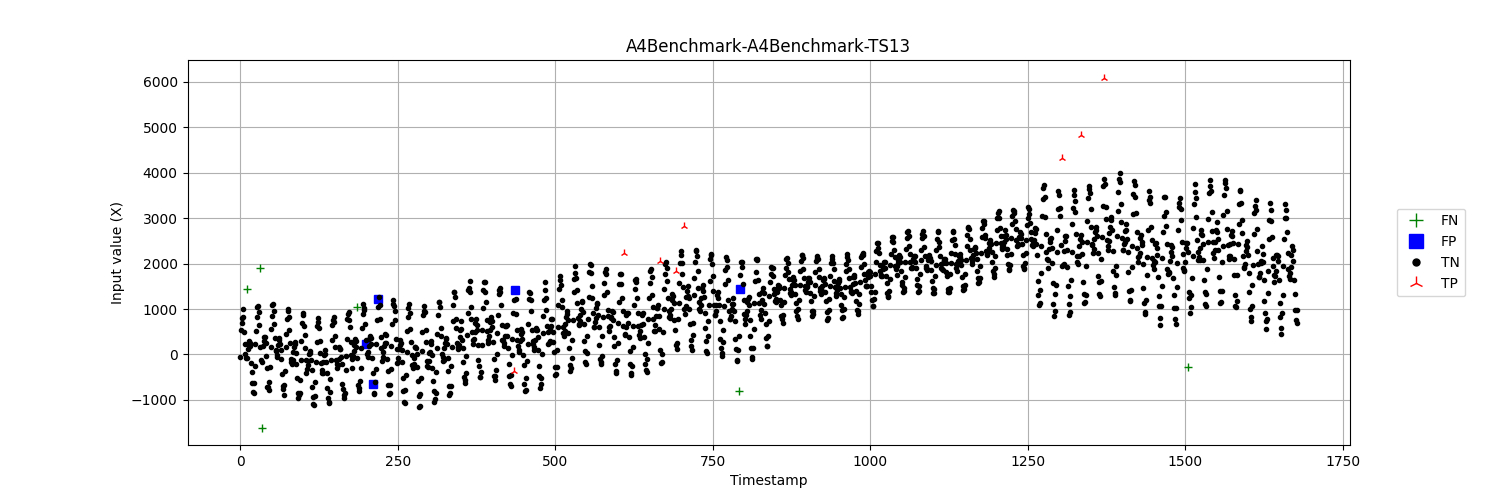 A4Benchmark-A4Benchmark-TS13
6000
5000
4000
3000
2000
1000
0
−1000
Input value (X)
0 250 500 750 1000 1250 1500 1750
Timestamp
FN
FP
TN
TP